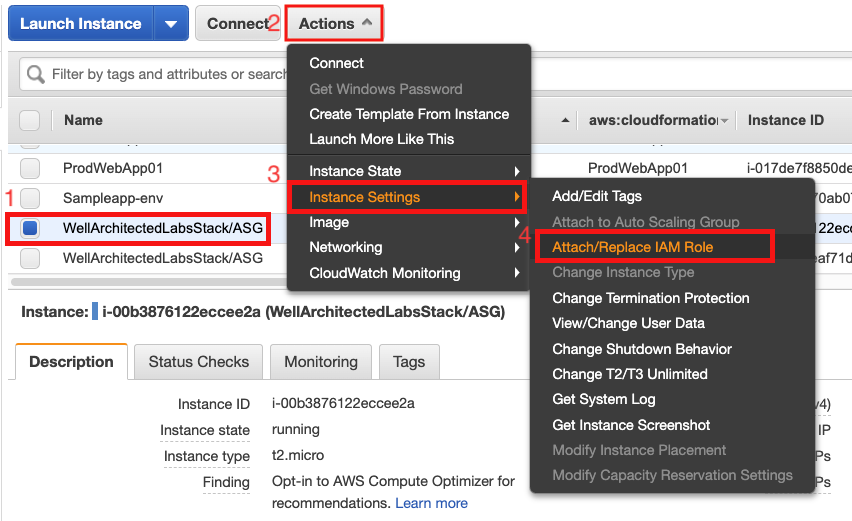 Launch Instance
Connect
2
Actions
Filter by tags and attributes or search
Connect
Get Windows Password
Create Template From Instance
Launch More Like This
Name
aws:cloudformation
Instance ID
ProdWebApp01
ProdWebApp01
i-017de7f8850de
3
Instance State
1
Sampleapp-env
Instance Settings
Add/Edit Tags
WellArchitectedLabsStack/ASG
Image
Attach to Auto Scaling Group
4
Networking
Attach/Replace IAM Role
WellArchitectedLabsStack/ASG
CloudWatch Monitoring
Change Instance Type
Change Termination Protection
View/Change User Data
Change Shutdown Behavior
Change T2/T3 Unlimited
Get System Log
Get Instance Screenshot
Modify Instance Placement
Modify Capacity Reservation Settings
Instance: i-00b3876122eccee2a (WellArchitectedLabsStack/ASG)
Description
Status Checks
Monitoring
Tags
Instance ID i-00b3876122eccee2a
Instance state running
IP
Instance type t2.micro
Finding Opt-in to AWS Compute Optimizer for
recommendations. Learn more